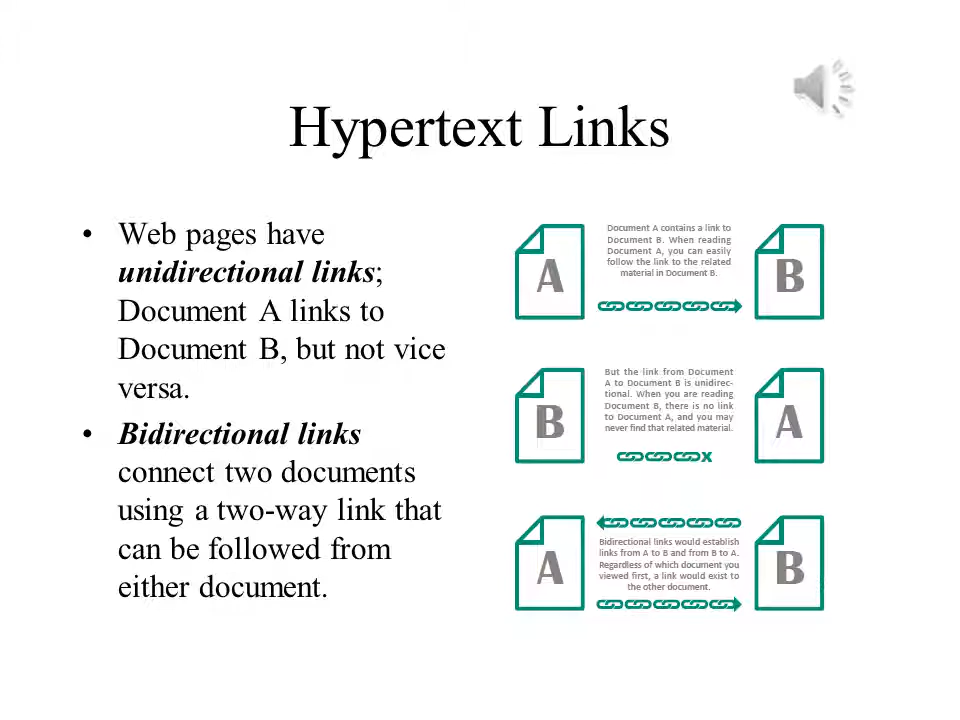 Hypertext Links
• Web pages have
unidirectional links;
Document A links to
Document B, but not vice
versa.
• Bidirectional links
connect two documents
using a two-way link that
can be followed from
either document.
A
Document A contains a link to
Document B. When reading
Document A, you can easily
follow the link to the related
material in Document B.
B
B
But the link from Document
A to Document B is unidirec-
tional. When you are reading
Document B, there is no link
to Document A, and you may
never find that related material.
x
A
A
Bidirectional links would establish
links from A to B and from B to A.
Regardless of which document you
viewed first, a link would exist to
the other document.
B